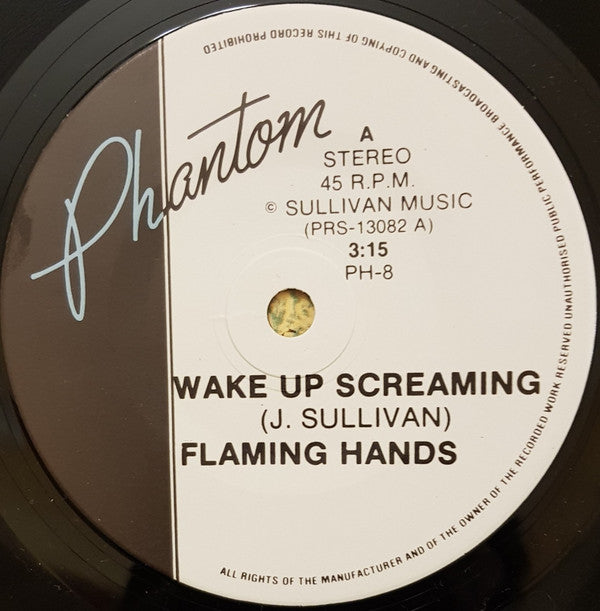 Phantom
A
STEREO
45 R.P.M.
© SULLIVAN MUSIC
(PRS-13082 A)
3:15
PH-8
WAKE UP SCREAMING
(J. SULLIVAN)
FLAMING HANDS
ALL RIGHTS OF THE MANUFACTURER AND OF THE OWNER OF THE RECORDED WORK RESERVED UNAUTHORISED PUBLIC PERFORMANCE BROADCASTING AND COPYING OF THIS RECORD PROHIBITED